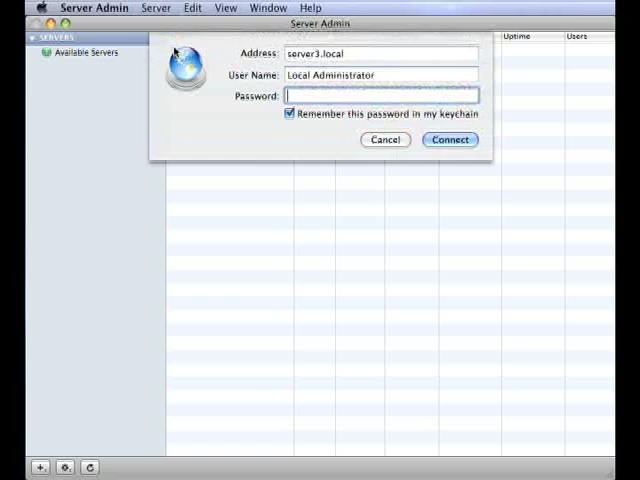 Server Admin Server Edit View Window Help
Server Admin
SERVERS
Uptime Users
Available Servers
Address: server3.local
User Name: Local Administrator
Password:
Remember this password in my keychain
Cancel Connect